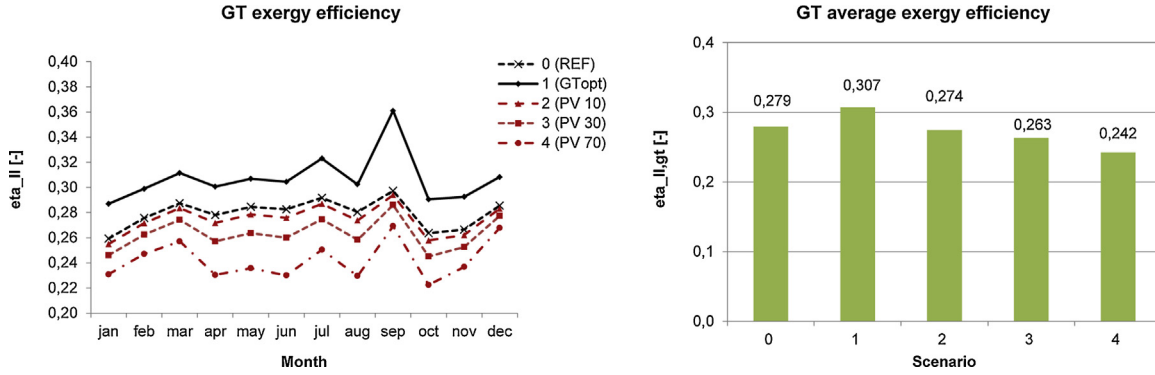 GT exergy efficiency
0,40
0,38
0,36
0,34
0,32
0,30
0,28
0,26
0,24
0,22
0,20
eta_II [-]
jan feb mar apr may jun jul aug sep oct nov dec
Month
0 (REF)
1 (GTopt)
2 (PV 10)
3 (PV 30)
4 (PV 70)
GT average exergy efficiency
0,4
0,3
0,2
0,1
0,0
eta_II,gt [-]
0,279
0,307
0,274
0,263
0,242
0 1 2 3 4
Scenario